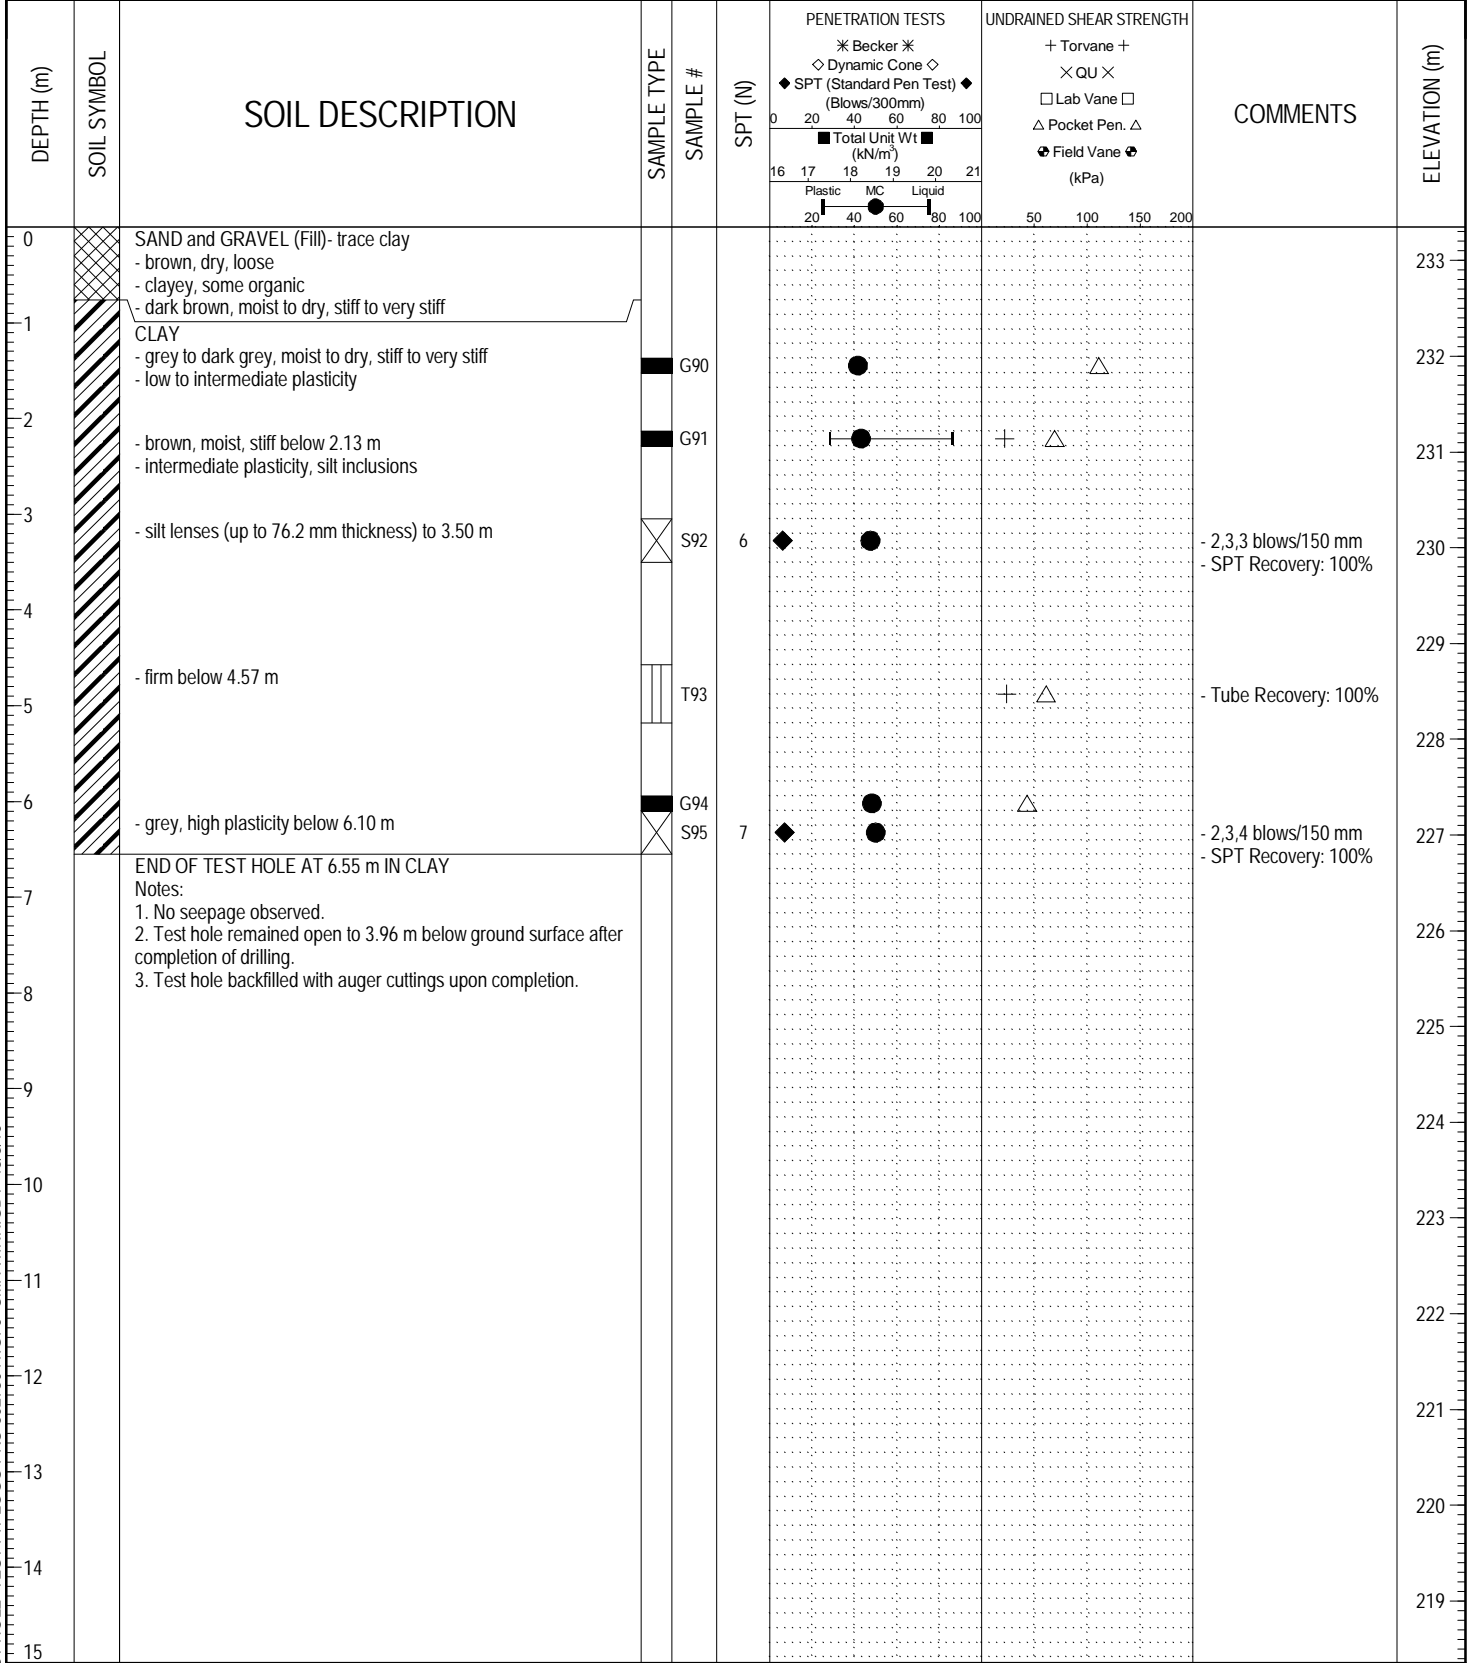 DEPTH (m)
SOIL SYMBOL
SOIL DESCRIPTION
SAMPLE TYPE
SAMPLE #
SPT (N)
PENETRATION TESTS
Becker
Dynamic Cone
SPT (Standard Pen Test)
(Blows/300mm)
0 20 40 60 80 100
Total Unit Wt
(kN/m³)
16 17 18 19 20 21
Plastic MC Liquid
20 40 60 80 100
UNDRAINED SHEAR STRENGTH
+ Torvane +
QU
Lab Vane
Pocket Pen.
Field Vane
(kPa)
50 100 150 200
COMMENTS
ELEVATION (m)
0
SAND and GRAVEL (Fill)- trace clay
- brown, dry, loose
- clayey, some organic
- dark brown, moist to dry, stiff to very stiff
233
1
CLAY
- grey to dark grey, moist to dry, stiff to very stiff
- low to intermediate plasticity
G90
232
2
- brown, moist, stiff below 2.13 m
- intermediate plasticity, silt inclusions
G91
231
3
- silt lenses (up to 76.2 mm thickness) to 3.50 m
S92
6
- 2,3,3 blows/150 mm
- SPT Recovery: 100%
230
4
229
- firm below 4.57 m
T93
- Tube Recovery: 100%
5
228
6
G94
- grey, high plasticity below 6.10 m
S95
7
- 2,3,4 blows/150 mm
- SPT Recovery: 100%
227
END OF TEST HOLE AT 6.55 m IN CLAY
Notes:
1. No seepage observed.
2. Test hole remained open to 3.96 m below ground surface after
completion of drilling.
3. Test hole backfilled with auger cuttings upon completion.
7
226
8
225
9
224
10
223
11
222
12
221
13
220
14
219
15